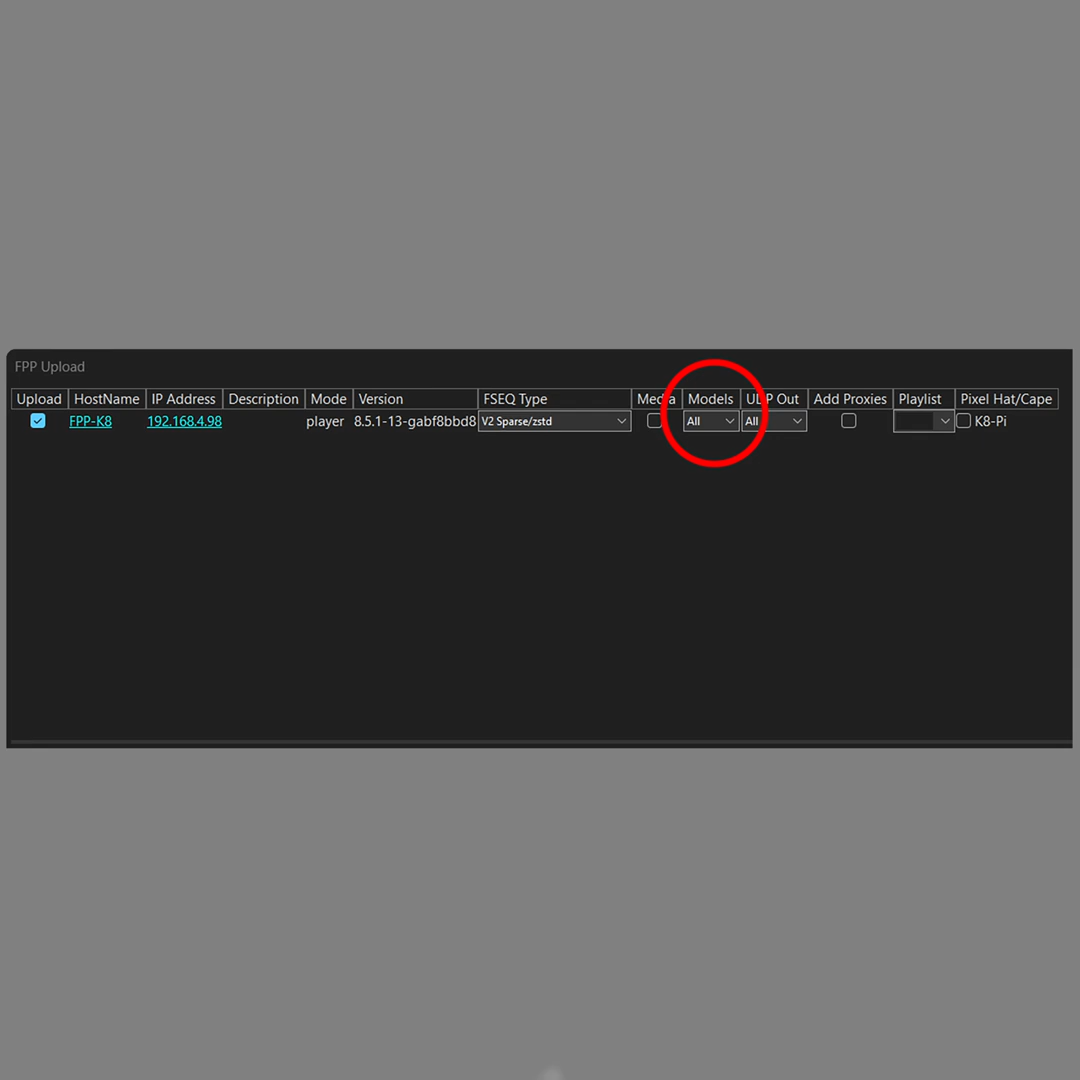 FPP Upload
Upload HostName IP Address Description Mode Version FSEQ Type Media Models UDP Out Add Proxies Playlist Pixel Hat/Cape
FPP-K8 192.168.4.98 player 8.5.1-13-gabf8bbd8 V2 Sparse/zstd All All K8-Pi